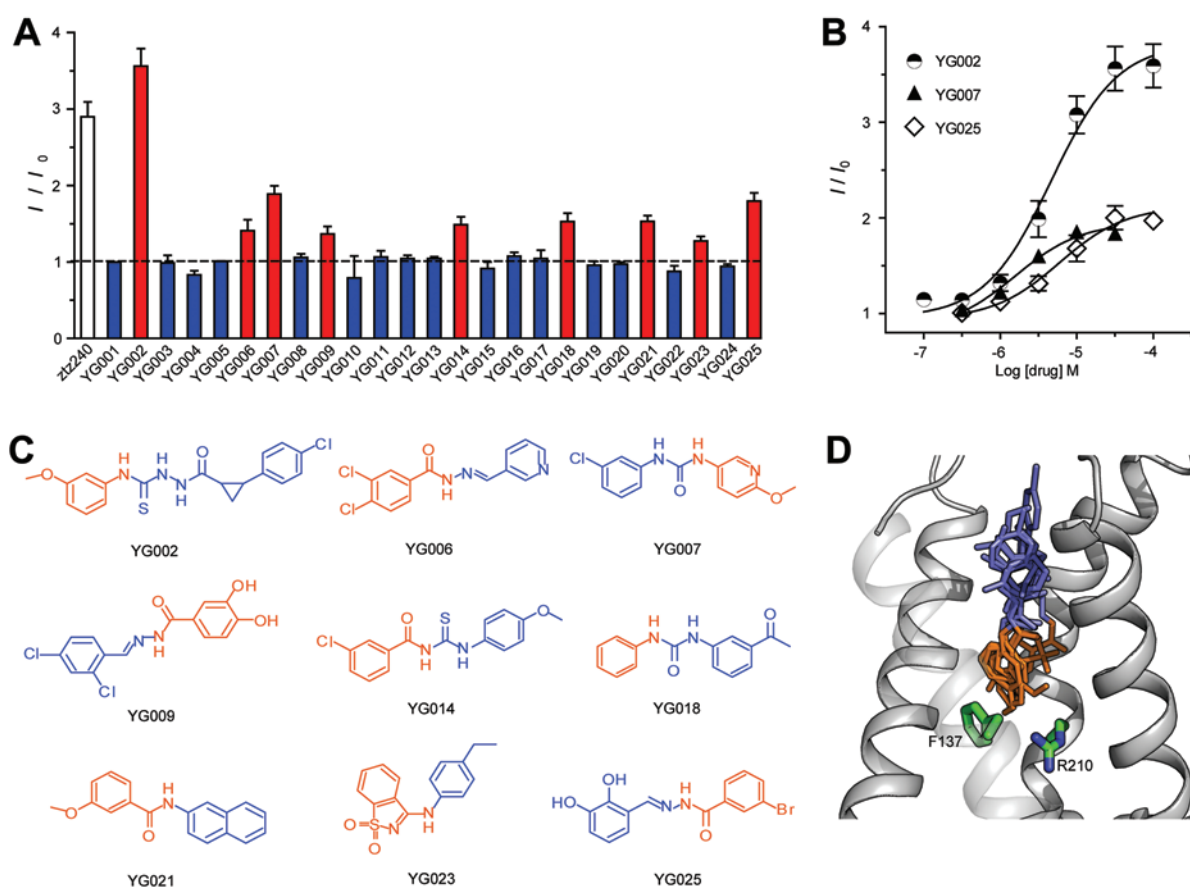 A
I / I0
4
3
2
1
0
ztz240
YG001
YG002
YG003
YG004
YG005
YG006
YG007
YG008
YG009
YG010
YG011
YG012
YG013
YG014
YG015
YG016
YG017
YG018
YG019
YG020
YG021
YG022
YG023
YG024
YG025
B
YG002
YG007
YG025
I / I0
4
3
2
1
-7 -6 -5 -4
Log [drug] M
C
O H N S H N N H O Cl
YG002
Cl Cl O N H N N
YG006
Cl H N O H N N O
YG007
Cl Cl N N H O OH OH
YG009
Cl O N H S N H O
YG014
H N O H N O
YG018
O O H N
YG021
O S O N N H
YG023
HO OH N H N O Br
YG025
D
F137
R210